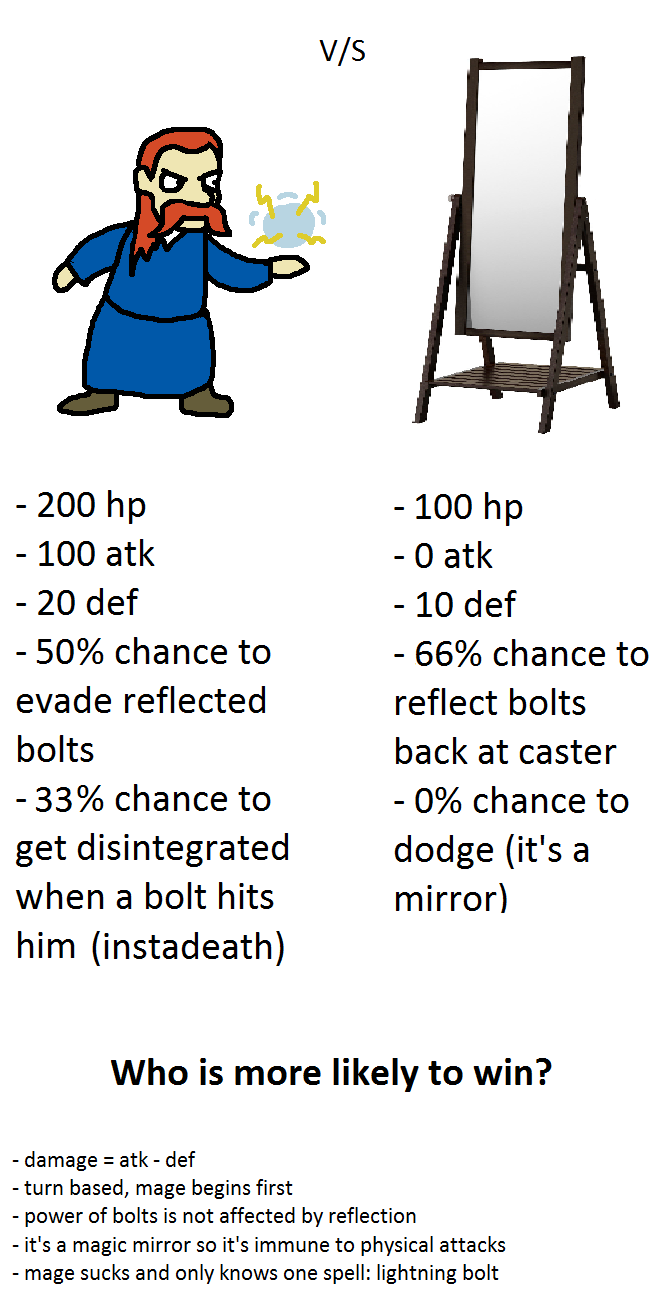 V/S
- 200 hp
- 100 atk
- 20 def
- 50% chance to
evade reflected
bolts
- 33% chance to
get disintegrated
when a bolt hits
him (instadeath)
- 100 hp
- 0 atk
- 10 def
- 66% chance to
reflect bolts
back at caster
- 0% chance to
dodge (it's a
mirror)
Who is more likely to win?
- damage = atk - def
- turn based, mage begins first
- power of bolts is not affected by reflection
- it's a magic mirror so it's immune to physical attacks
- mage sucks and only knows one spell: lightning bolt